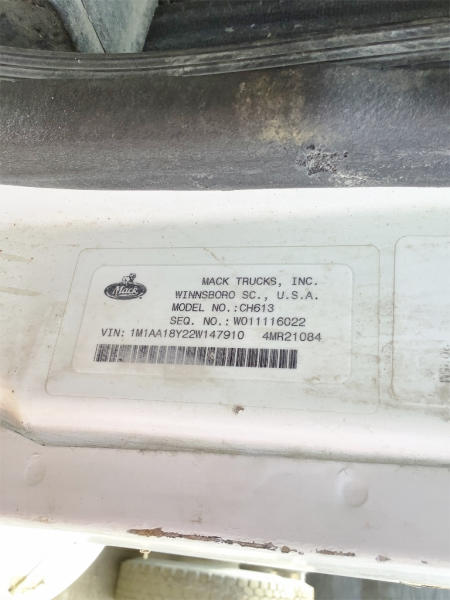 Mack
MACK TRUCKS, INC.
WINNSBORO SC., U.S.A.
MODEL NO.:CH613
SEQ. NO.: W011116022
VIN: 1M1AA18Y22W147910 4MR21084